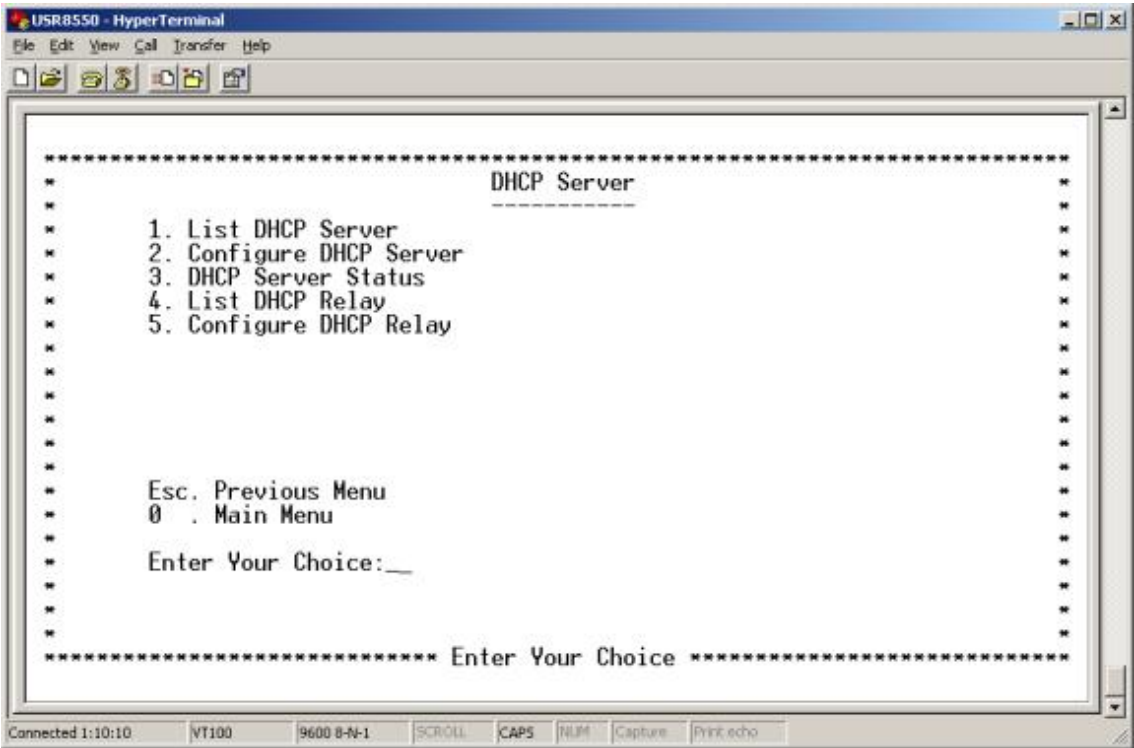 USR8550 - HyperTerminal
File Edit View Call Transfer Help
******************************************************************************
* DHCP Server *
* ----------- *
* 1. List DHCP Server *
* 2. Configure DHCP Server *
* 3. DHCP Server Status *
* 4. List DHCP Relay *
* 5. Configure DHCP Relay *
* *
* *
* *
* *
* *
* *
* Esc. Previous Menu *
* 0 . Main Menu *
* *
* Enter Your Choice:__ *
* *
* *
* *
****************************** Enter Your Choice *****************************
Connected 1:10:10 VT100 9600 8-N-1 SCROLL CAPS NUM Capture Print echo